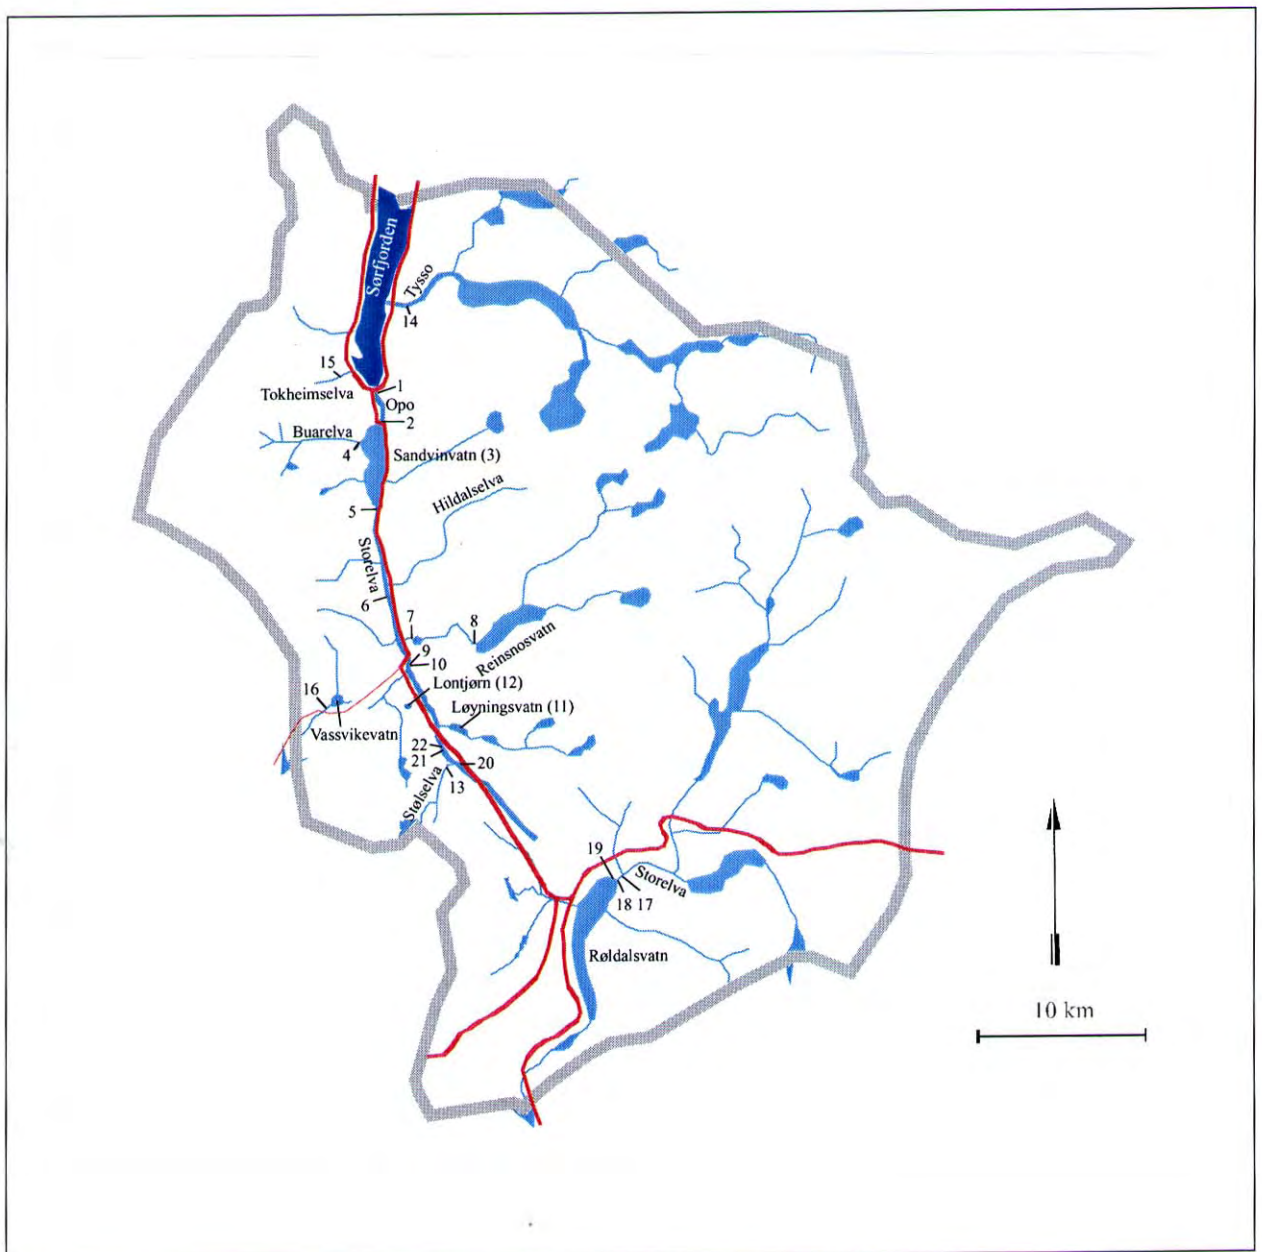 Sørfjorden
Tysso
14
15
Tokheimselva
1
Opo
2
Buarelva
4
Sandvinvatn (3)
Hildalselva
5
Storelva
6
7
8
Reinsnosvatn
9
10
Lontjørn (12)
16
Løyningsvatn (11)
Vassvikevatn
22
21
20
13
Stølselva
19
Storelva
18 17
Røldalsvatn
10 km